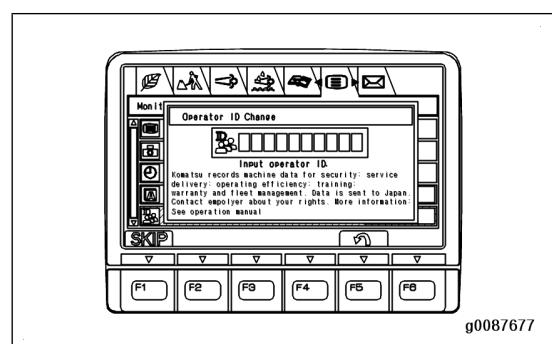 Monit
Operator ID Change
ID
Input operator ID.
Komatsu records machine data for security: service
delivery: operating efficiency: training:
warranty and fleet management. Data is sent to Japan.
Contact empolyer about your rights. More information:
See operation manual
SKIP
F1 F2 F3 F4 F5 F6
g0087677